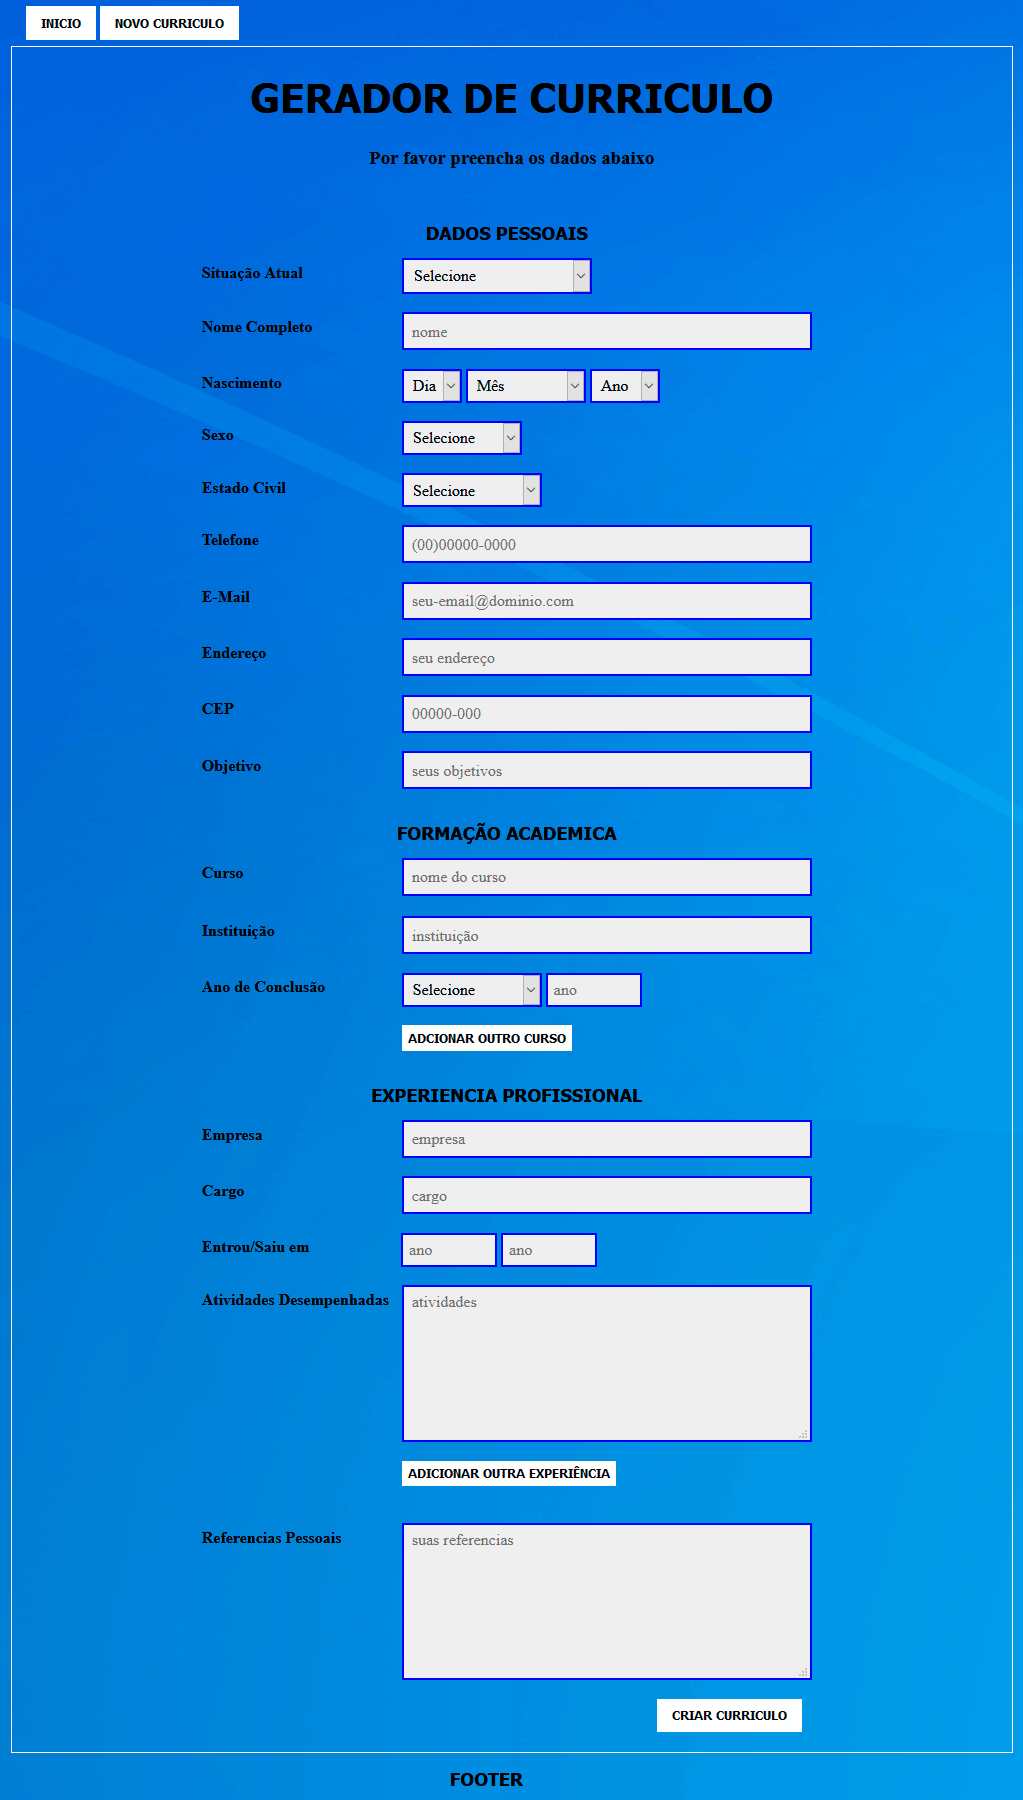 INICIO NOVO CURRICULO
GERADOR DE CURRICULO
Por favor preencha os dados abaixo
DADOS PESSOAIS
Situação Atual Selecione
Nome Completo nome
Nascimento Dia Mês Ano
Sexo Selecione
Estado Civil Selecione
Telefone (00)00000-0000
E-Mail seu-email@dominio.com
Endereço seu endereço
CEP 00000-000
Objetivo seus objetivos
FORMAÇÃO ACADEMICA
Curso nome do curso
Instituição instituição
Ano de Conclusão Selecione ano
ADCIONAR OUTRO CURSO
EXPERIENCIA PROFISSIONAL
Empresa empresa
Cargo cargo
Entrou/Saiu em ano ano
Atividades Desempenhadas atividades
ADICIONAR OUTRA EXPERIÊNCIA
Referencias Pessoais suas referencias
CRIAR CURRICULO
FOOTER